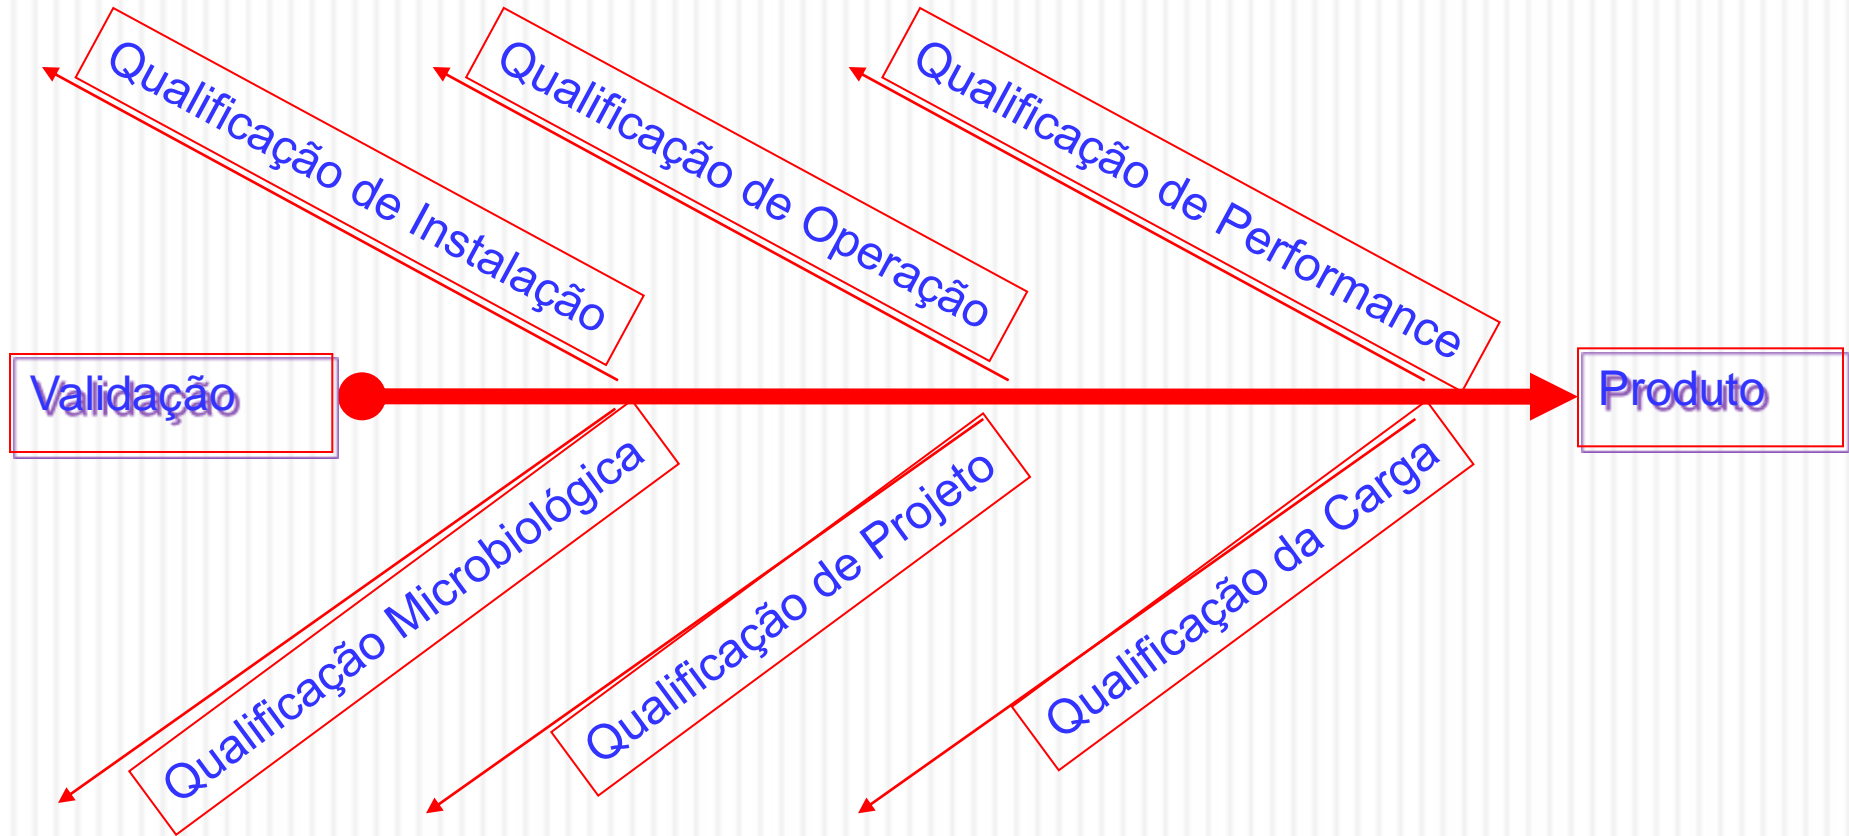 Qualificação de Instalação
Qualificação de Operação
Qualificação de Performance
Validação
Produto
Qualificação Microbiológica
Qualificação de Projeto
Qualificação da Carga